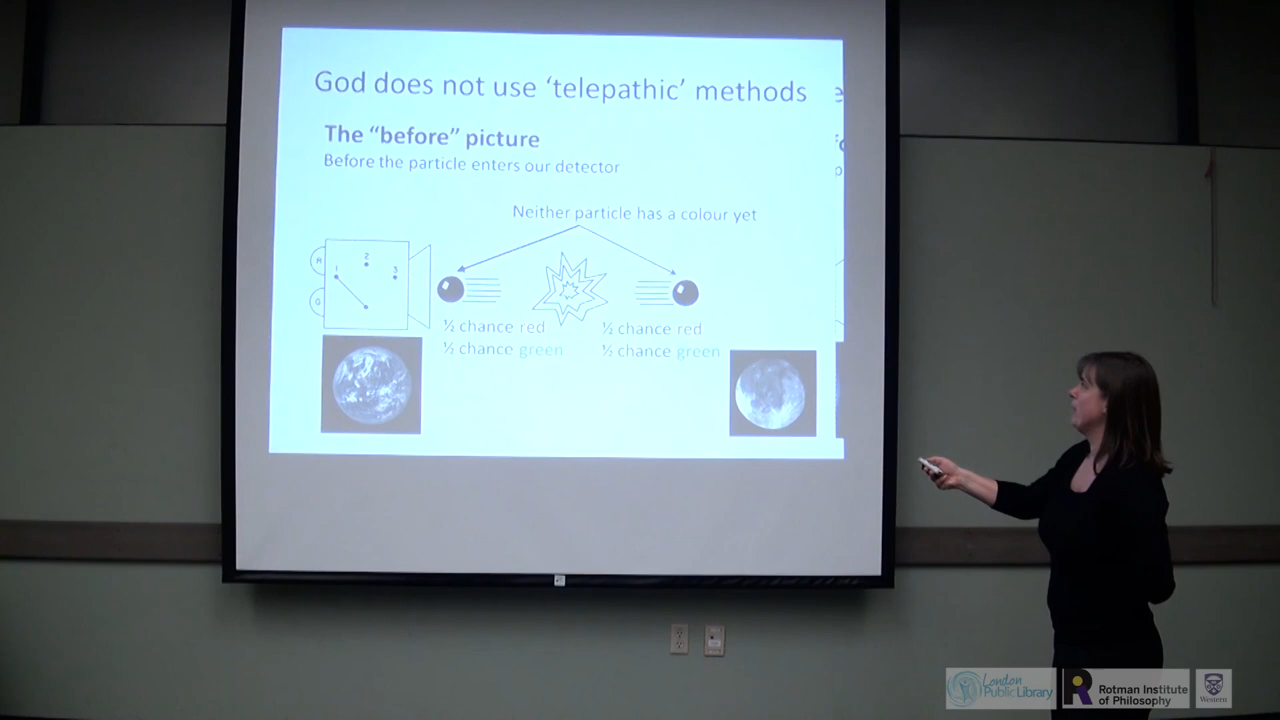 God does not use ‘telepathic’ methods
The “before” picture
Before the particle enters our detector
Neither particle has a colour yet
1
2
3
G
½ chance red
½ chance green
½ chance red
½ chance green
London
Public Library
R
Rotman Institute
of Philosophy
Western